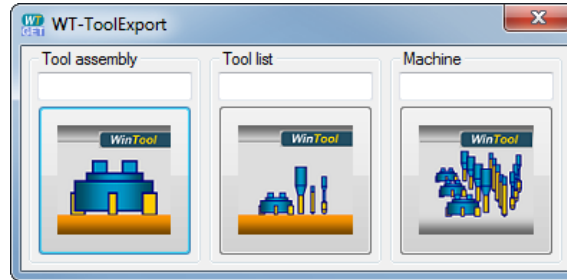 WT
GET
WT-ToolExport
Tool assembly
Tool list
Machine
WinTool
WinTool
WinTool